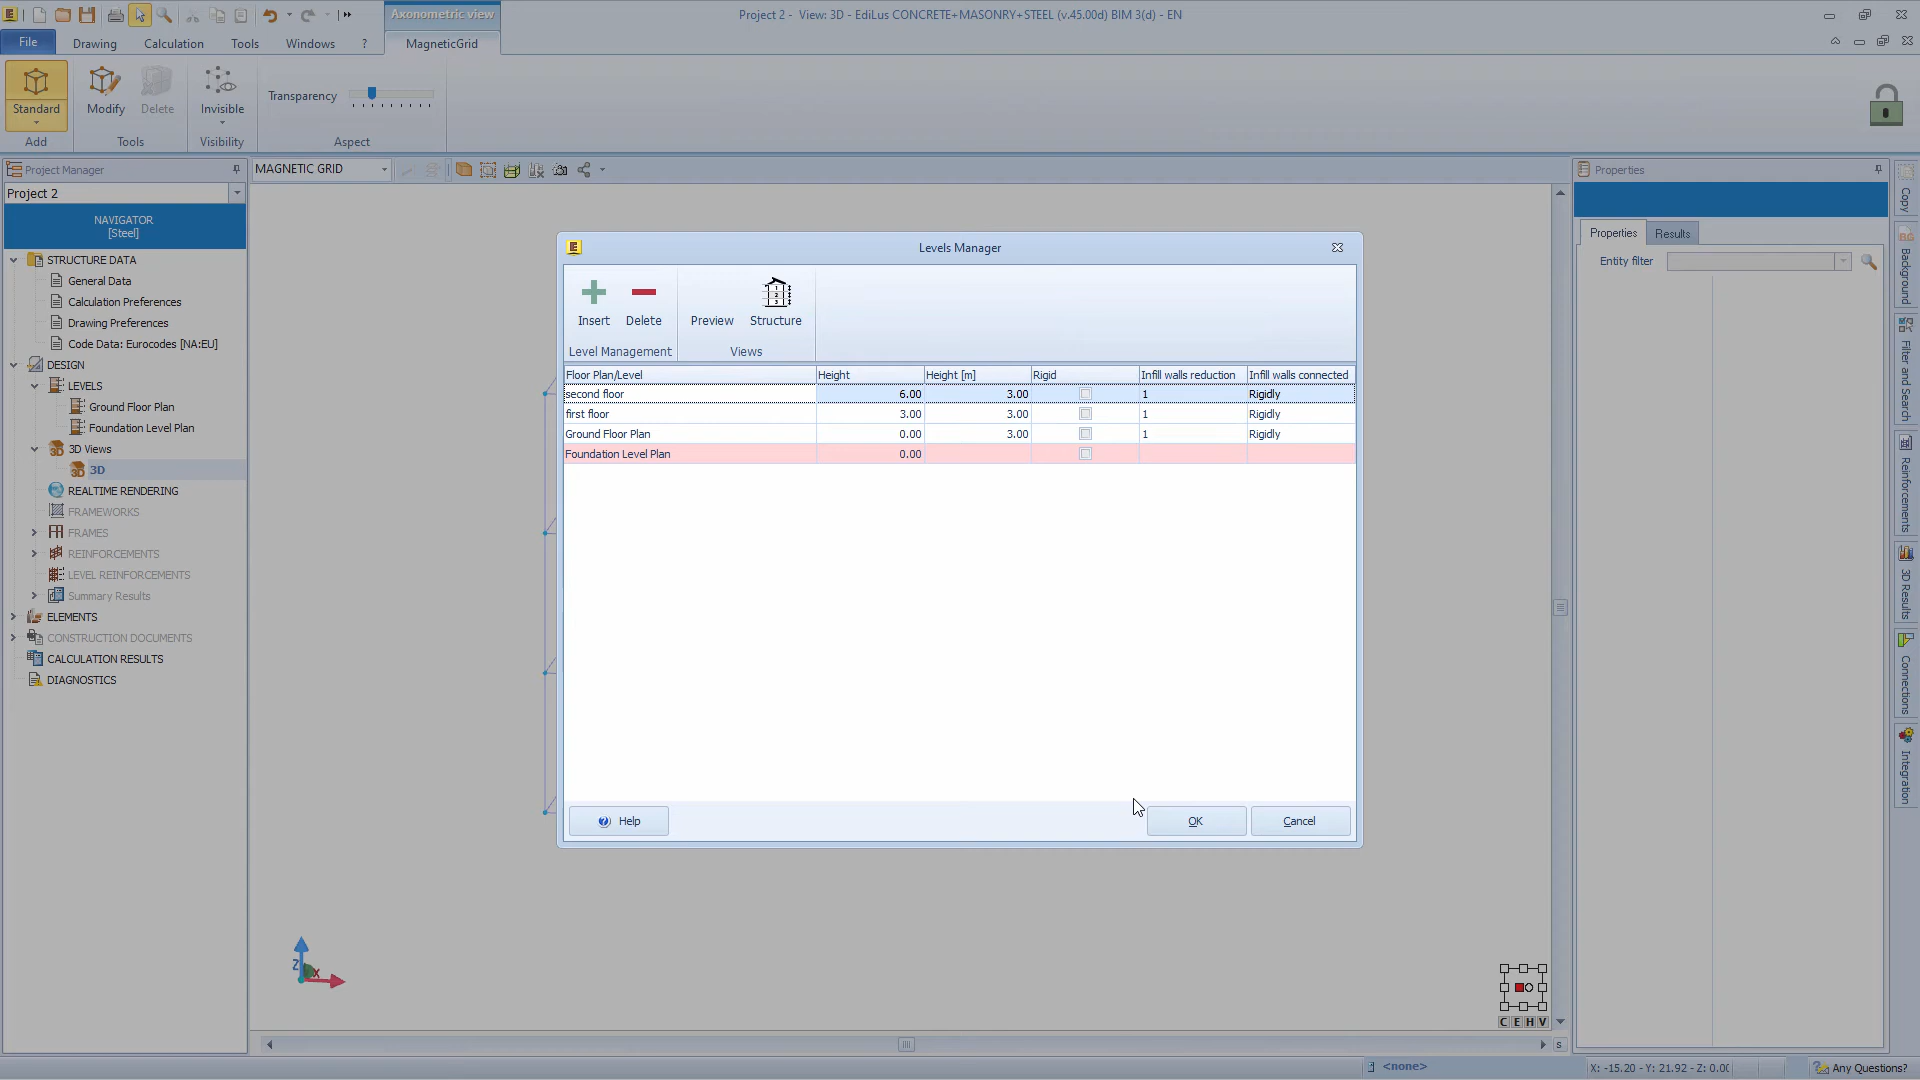 Axonometric view
Project 2 - View: 3D - EdiLus CONCRETE+MASONRY+STEEL (v.45.00d) BIM 3(d) - EN
File
Drawing
Calculation
Tools
Windows
?
MagneticGrid
Standard
Add
Modify
Delete
Tools
Invisible
Visibility
Transparency
Aspect
Project Manager
Project 2
NAVIGATOR
[Steel]
STRUCTURE DATA
General Data
Calculation Preferences
Drawing Preferences
Code Data: Eurocodes [NA:EU]
DESIGN
LEVELS
Ground Floor Plan
Foundation Level Plan
3D Views
3D
REALTIME RENDERING
FRAMEWORKS
FRAMES
REINFORCEMENTS
LEVEL REINFORCEMENTS
Summary Results
ELEMENTS
CONSTRUCTION DOCUMENTS
CALCULATION RESULTS
DIAGNOSTICS
MAGNETIC GRID
Levels Manager
Insert
Delete
Level Management
Preview
Structure
Views
Floor Plan/Level Height Height [m] Rigid Infill walls reduction Infill walls connected
second floor 6.00 3.00 1 Rigidly
first floor 3.00 3.00 1 Rigidly
Ground Floor Plan 0.00 3.00 1 Rigidly
Foundation Level Plan 0.00
Help
OK
Cancel
Z
X
C E H V
S
Properties
Properties
Results
Entity filter
Copy
Background
Filter and Search
Reinforcements
3D Results
Connections
Integration
<none>
X: -15.20 - Y: 21.92 - Z: 0.00
Any Questions?